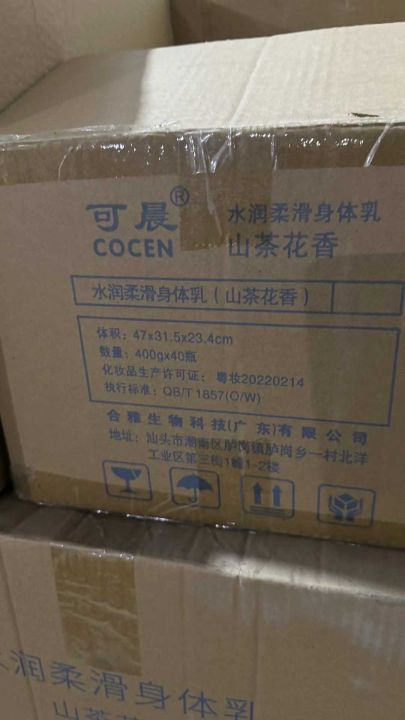 可晨®
COCEN
水润柔滑身体乳
山茶花香
水润柔滑身体乳（山茶花香）
体积：47x31.5x23.4cm
数量：400gx40瓶
化妆品生产许可证：粤妆20220214
执行标准：QB/T 1857(O/W)
合雅生物科技(广东)有限公司
地址：汕头市潮南区胪岗镇胪岗乡一村北洋
工业区第三街1幢1-2楼
水润柔滑身体乳
山茶花